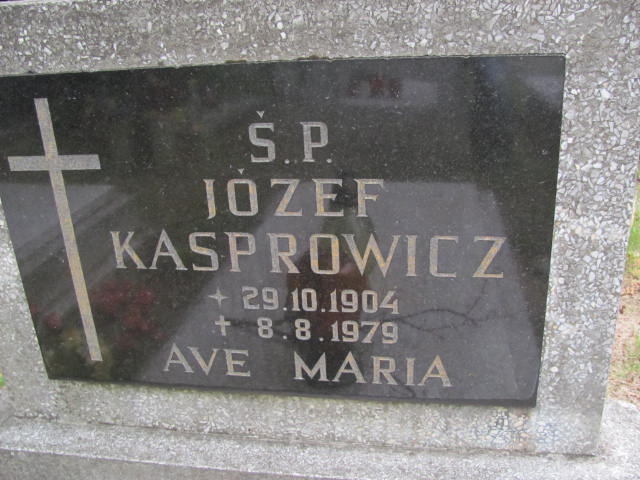 Ś.P.
JÓZEF
KASPROWICZ
✦ 29.10.1904
✝ 8.8.1979
AVE MARIA